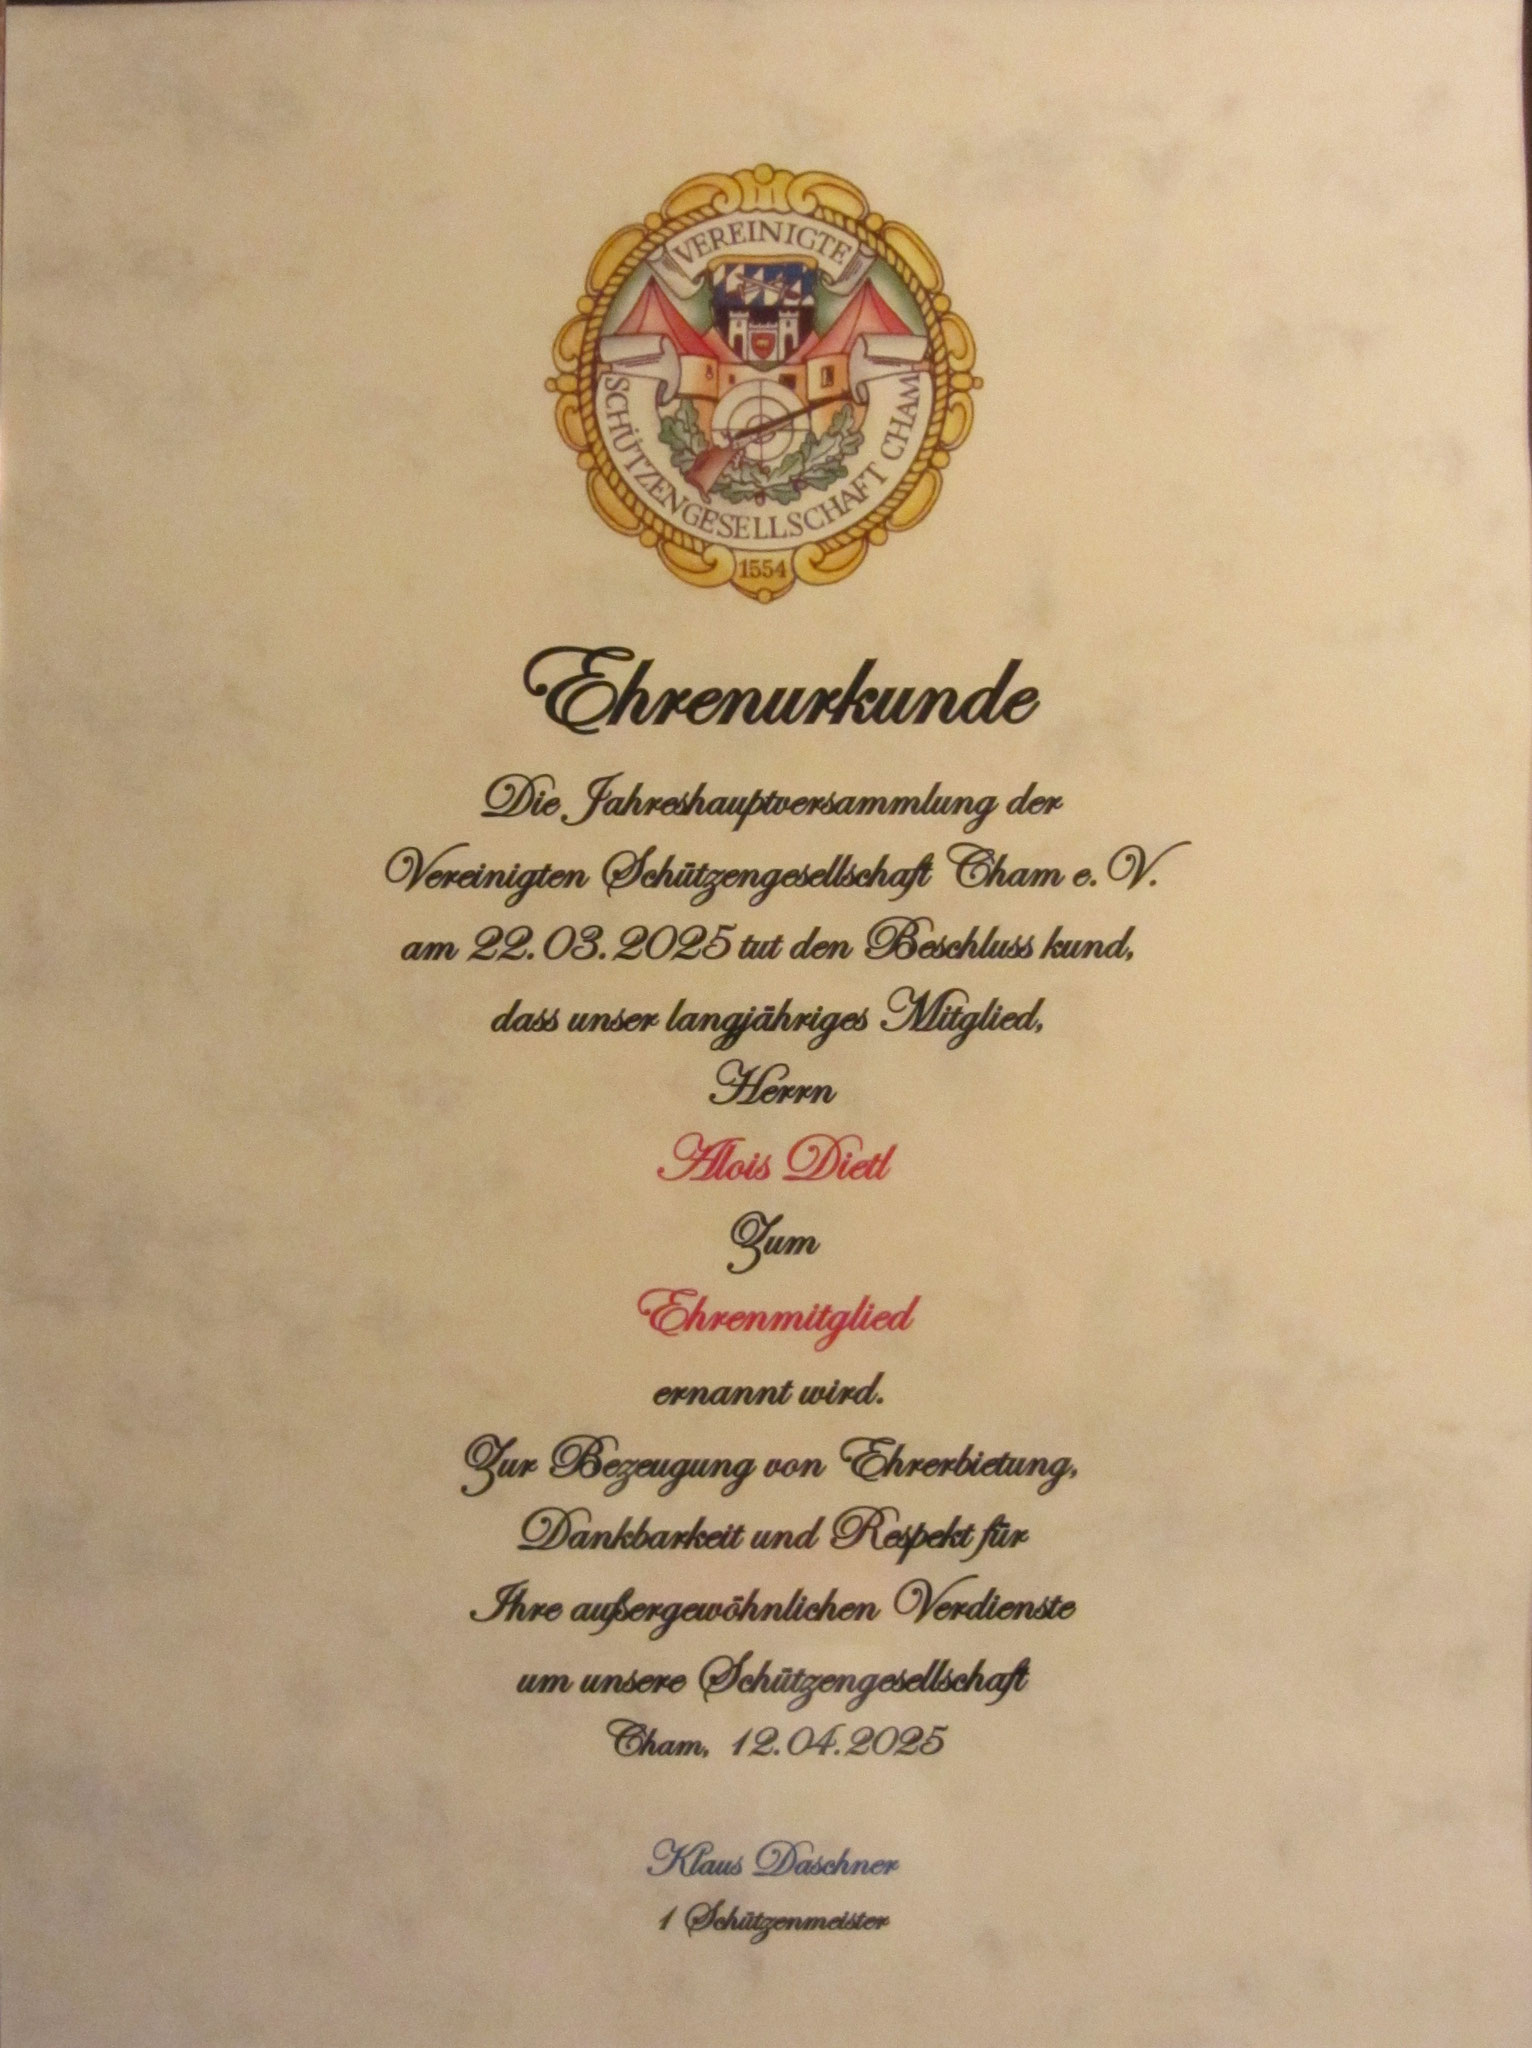 VEREINIGTE
SCHÜTZENGESELLSCHAFT CHAM
1554
Ehrenurkunde
Die Jahreshauptversammlung der
Vereinigten Schützengesellschaft Cham e. V.
am 22.03.2025 tut den Beschluss kund,
dass unser langjähriges Mitglied,
Herrn
Alois Dietl
Zum
Ehrenmitglied
ernannt wird.
Zur Bezeugung von Ehrerbietung,
Dankbarkeit und Respekt für
Ihre außergewöhnlichen Verdienste
um unsere Schützengesellschaft
Cham, 12.04.2025
Klaus Daschner
1 Schützenmeister